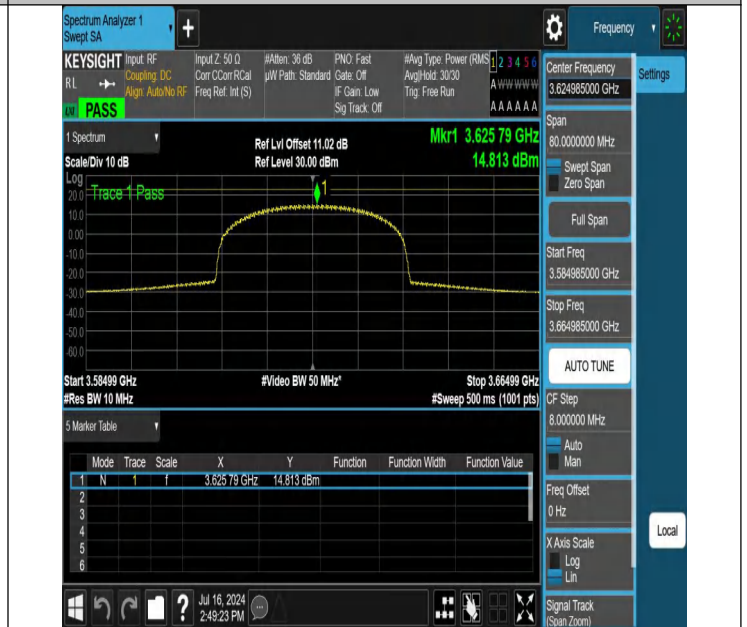 Spectrum Analyzer 1
Swept SA
Frequency
KEYSIGHT
RL
PASS
Input: RF
Coupling: DC
Align: Auto/No RF
Input Z: 50 Ω
Corr CCorr RCal
Freq Ref: Int (S)
#Atten: 36 dB
µW Path: Standard
PNO: Fast
Gate: Off
IF Gain: Low
Sig Track: Off
#Avg Type: Power (RMS
Avg|Hold: 30/30
Trig: Free Run
1 2 3 4 5 6
A W W W W W
A A A A A A
1 Spectrum
Scale/Div 10 dB
Ref Lvl Offset 11.02 dB
Ref Level 30.00 dBm
Mkr1 3.625 79 GHz
14.813 dBm
Log
Trace 1 Pass
1
20.0
10.0
0.00
-10.0
-20.0
-30.0
-40.0
-50.0
-60.0
Start 3.58499 GHz
#Res BW 10 MHz
#Video BW 50 MHz*
Stop 3.66499 GHz
#Sweep 500 ms (1001 pts)
5 Marker Table
Mode Trace Scale X Y Function Function Width Function Value
1 N 1 f 3.625 79 GHz 14.813 dBm
2
3
4
5
6
Jul 16, 2024
2:49:23 PM
Center Frequency
3.624985000 GHz
Settings
Span
80.0000000 MHz
Swept Span
Zero Span
Full Span
Start Freq
3.584985000 GHz
Stop Freq
3.664985000 GHz
AUTO TUNE
CF Step
8.000000 MHz
Auto
Man
Freq Offset
0 Hz
X Axis Scale
Log
Lin
Signal Track
(Span Zoom)
Local